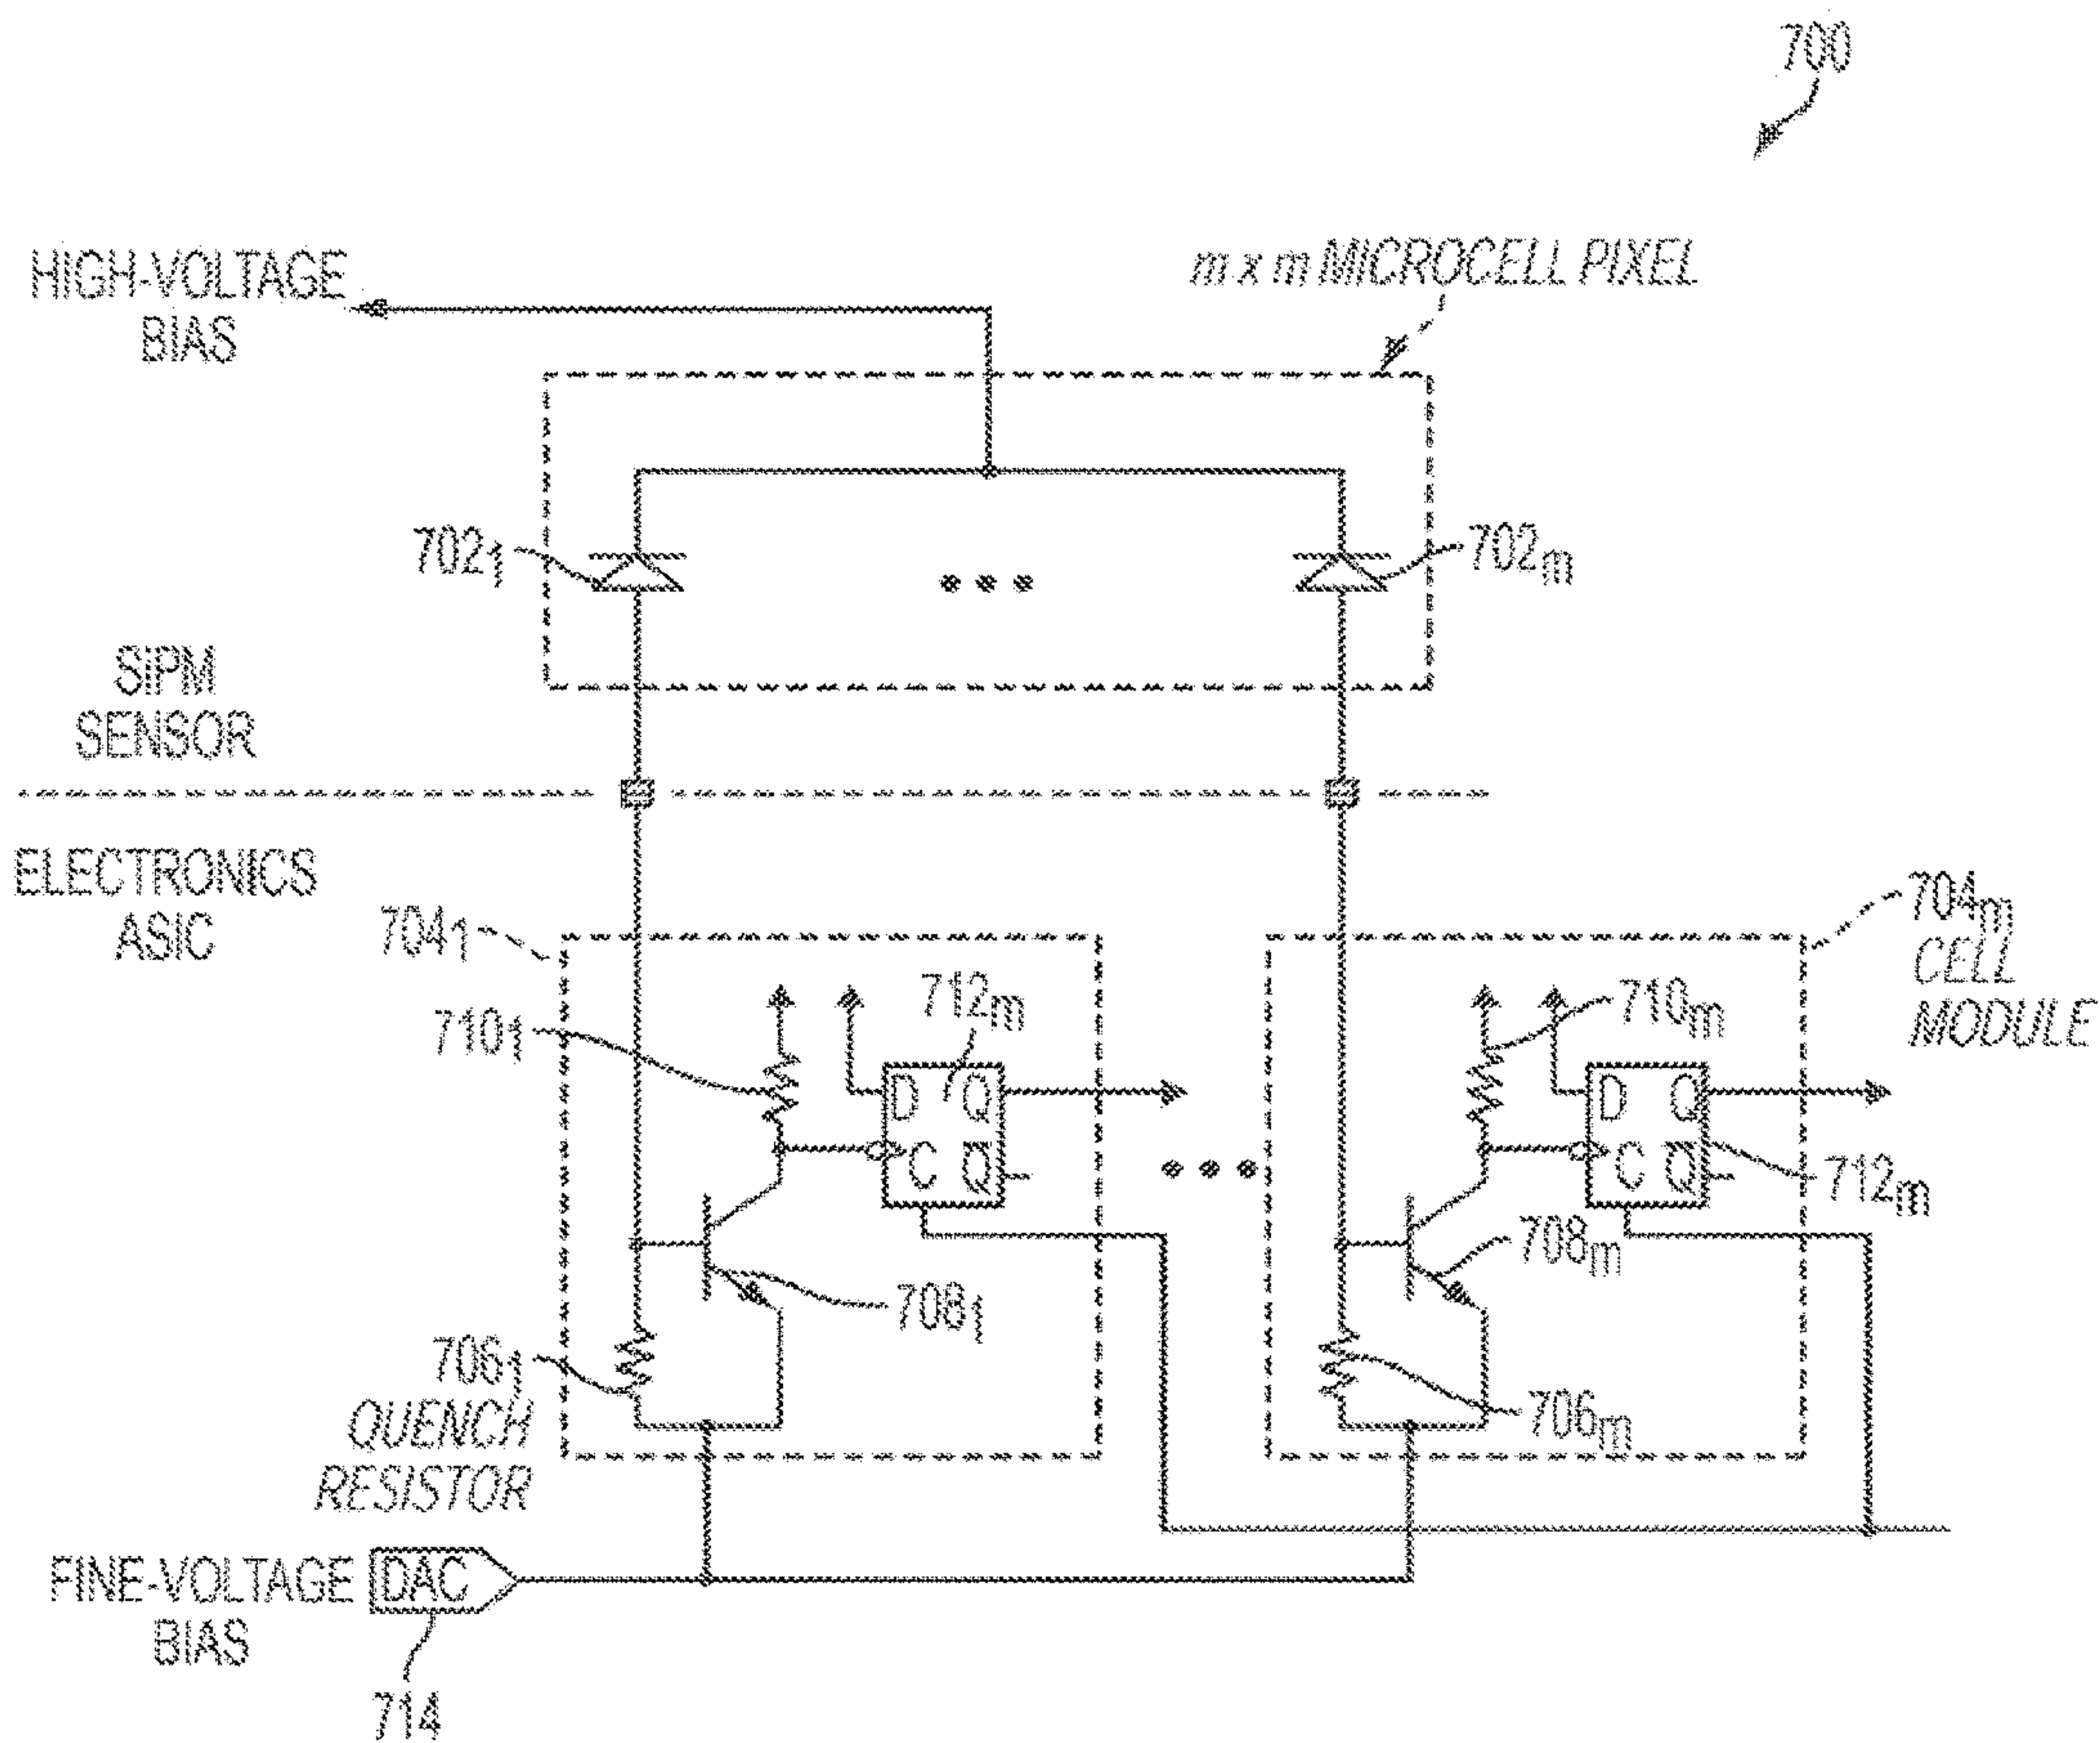 700
HIGH-VOLTAGE
BIAS
m x m MICROCELL PIXEL
702₁
702ₘ
SiPM
SENSOR
ELECTRONICS
ASIC
704₁
704ₘ
CELL
MODULE
710₁
712ₘ
710ₘ
D Q
C Q̅
D Q
C Q̅
712ₘ
708₁
708ₘ
706₁
QUENCH
RESISTOR
706ₘ
FINE-VOLTAGE
BIAS
DAC
714